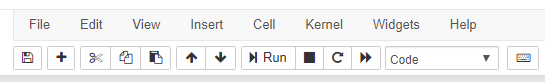 File Edit View Insert Cell Kernel Widgets Help
Run Code